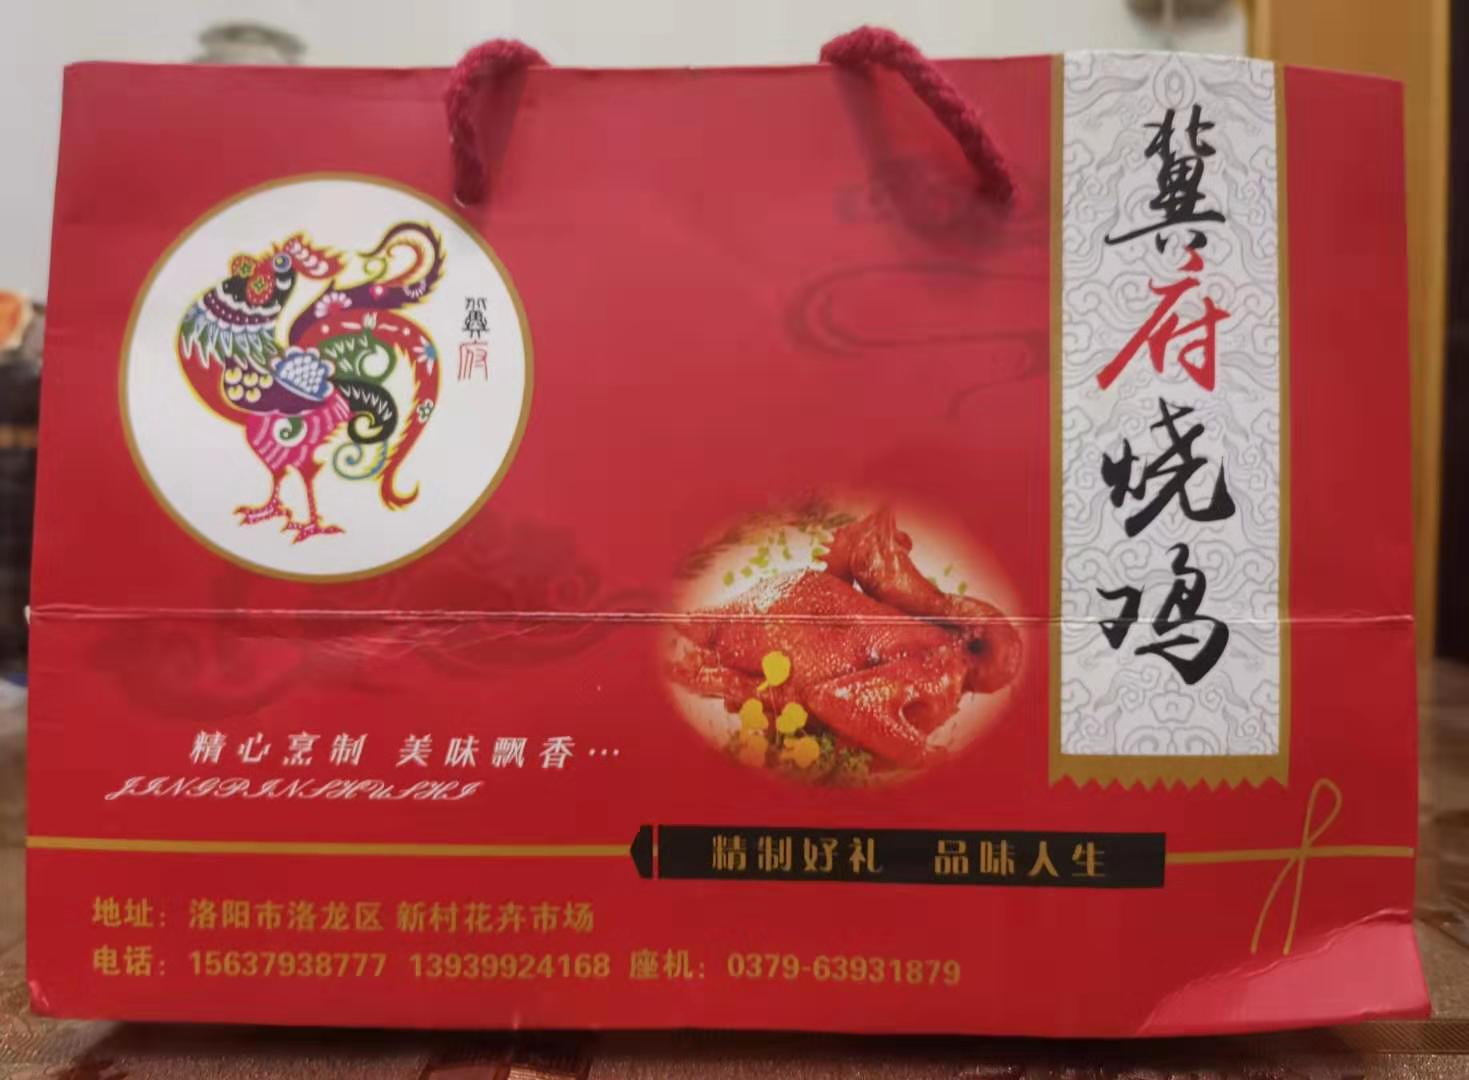 冀府
冀府烧鸡
精心烹制 美味飘香…
JINGPINSHUSHI
精制好礼 品味人生
地址：洛阳市洛龙区 新村花卉市场
电话：15637938777 13939924168 座机：0379-63931879